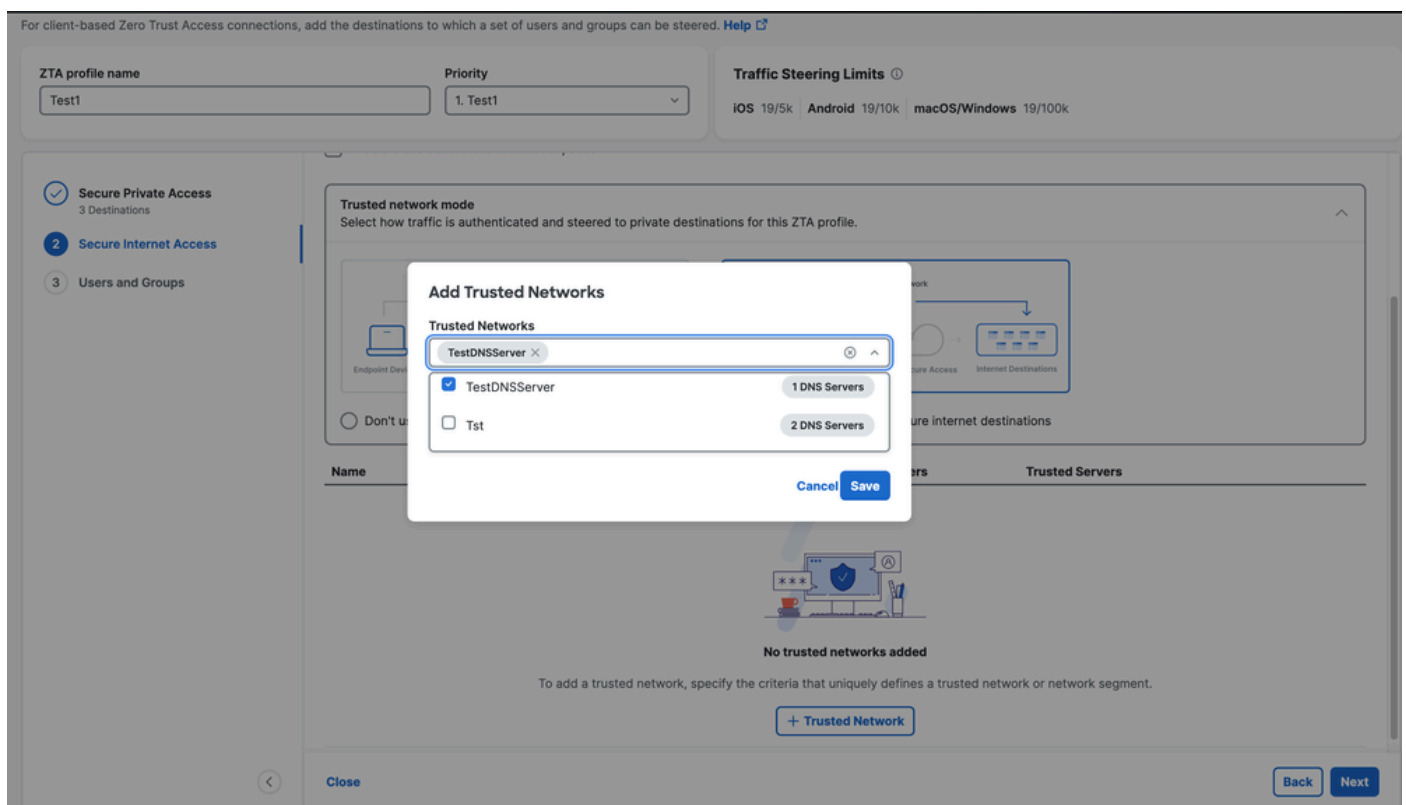 For client-based Zero Trust Access connections, add the destinations to which a set of users and groups can be steered. Help
ZTA profile name
Test1
Priority
1. Test1
Traffic Steering Limits
iOS 19/5k Android 19/10k macOS/Windows 19/100k
Secure Private Access
3 Destinations
2 Secure Internet Access
3 Users and Groups
Trusted network mode
Select how traffic is authenticated and steered to private destinations for this ZTA profile.
Endpoint
Access
Internet Destinations
Don't
internet destinations
Add Trusted Networks
Trusted Networks
TestDNSServer
TestDNSServer 1 DNS Servers
Tst 2 DNS Servers
Cancel Save
Name Trusted Servers
***
No trusted networks added
To add a trusted network, specify the criteria that uniquely defines a trusted network or network segment.
+ Trusted Network
Close
Back Next